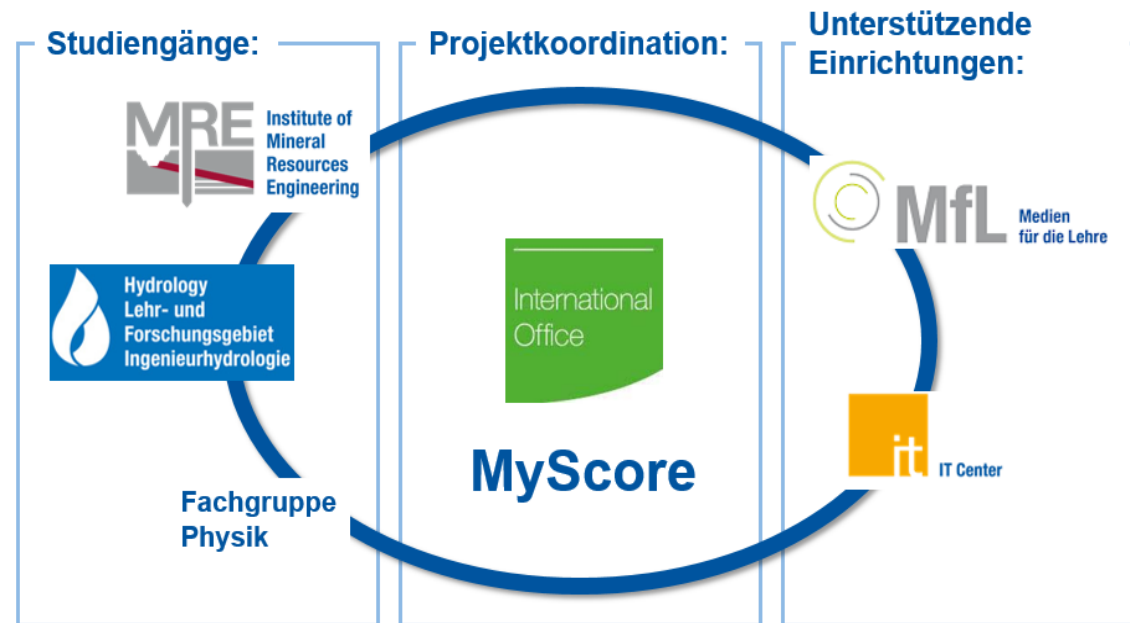 Studiengänge:
MRE
Institute of
Mineral
Resources
Engineering
Hydrology
Lehr- und
Forschungsgebiet
Ingenieurhydrologie
Fachgruppe
Physik
Projektkoordination:
International
Office
MyScore
Unterstützende
Einrichtungen:
MfL
Medien
für die Lehre
it
IT Center